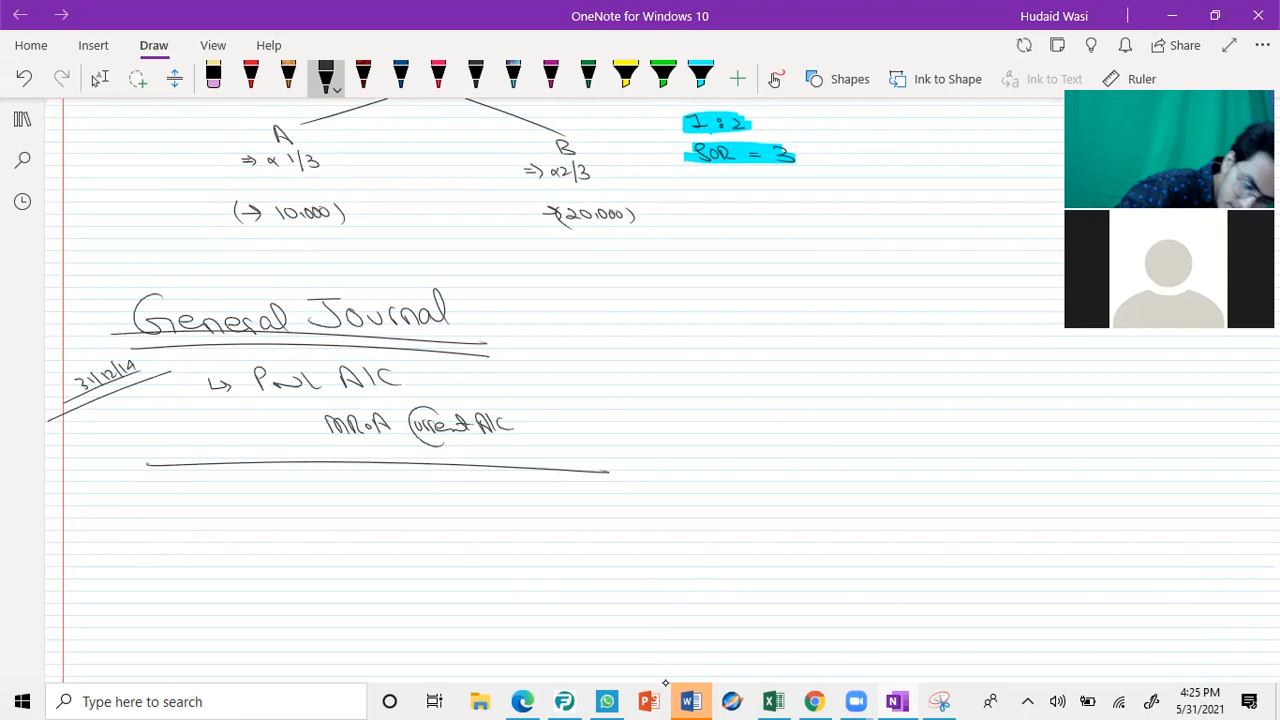 OneNote for Windows 10
Hudaid Wasi
Home Insert Draw View Help
Share
Shapes
Ink to Shape
Ink to Text
Ruler
A
B
1 : 2
⇒ α 1/3
⇒ α2/3
SOR = 3
(→ 10,000)
(20,000)
General Journal
31/12/14
↳ PNL A/C
MR.A Current A/C
Type here to search
4:25 PM
5/31/2021